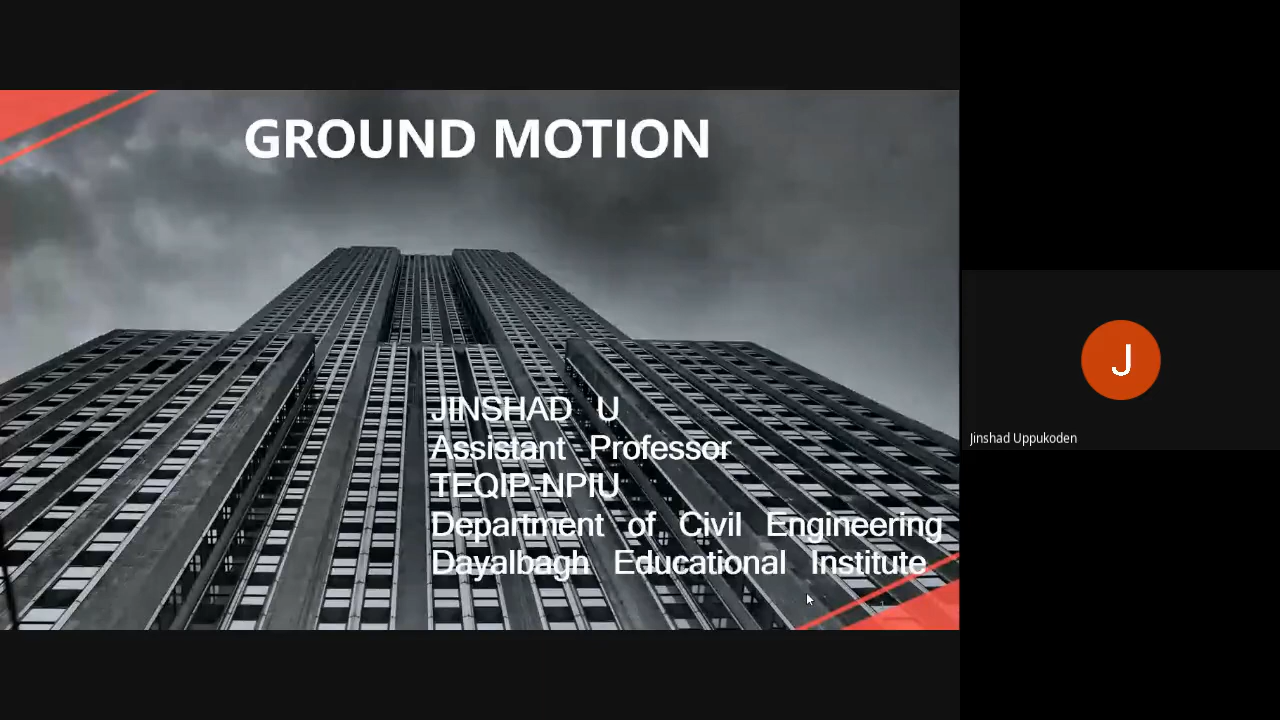 GROUND MOTION
JINSHAD U
Assistant Professor
TEQIP-NPIU
Department of Civil Engineering
Dayalbagh Educational Institute
J
Jinshad Uppukoden